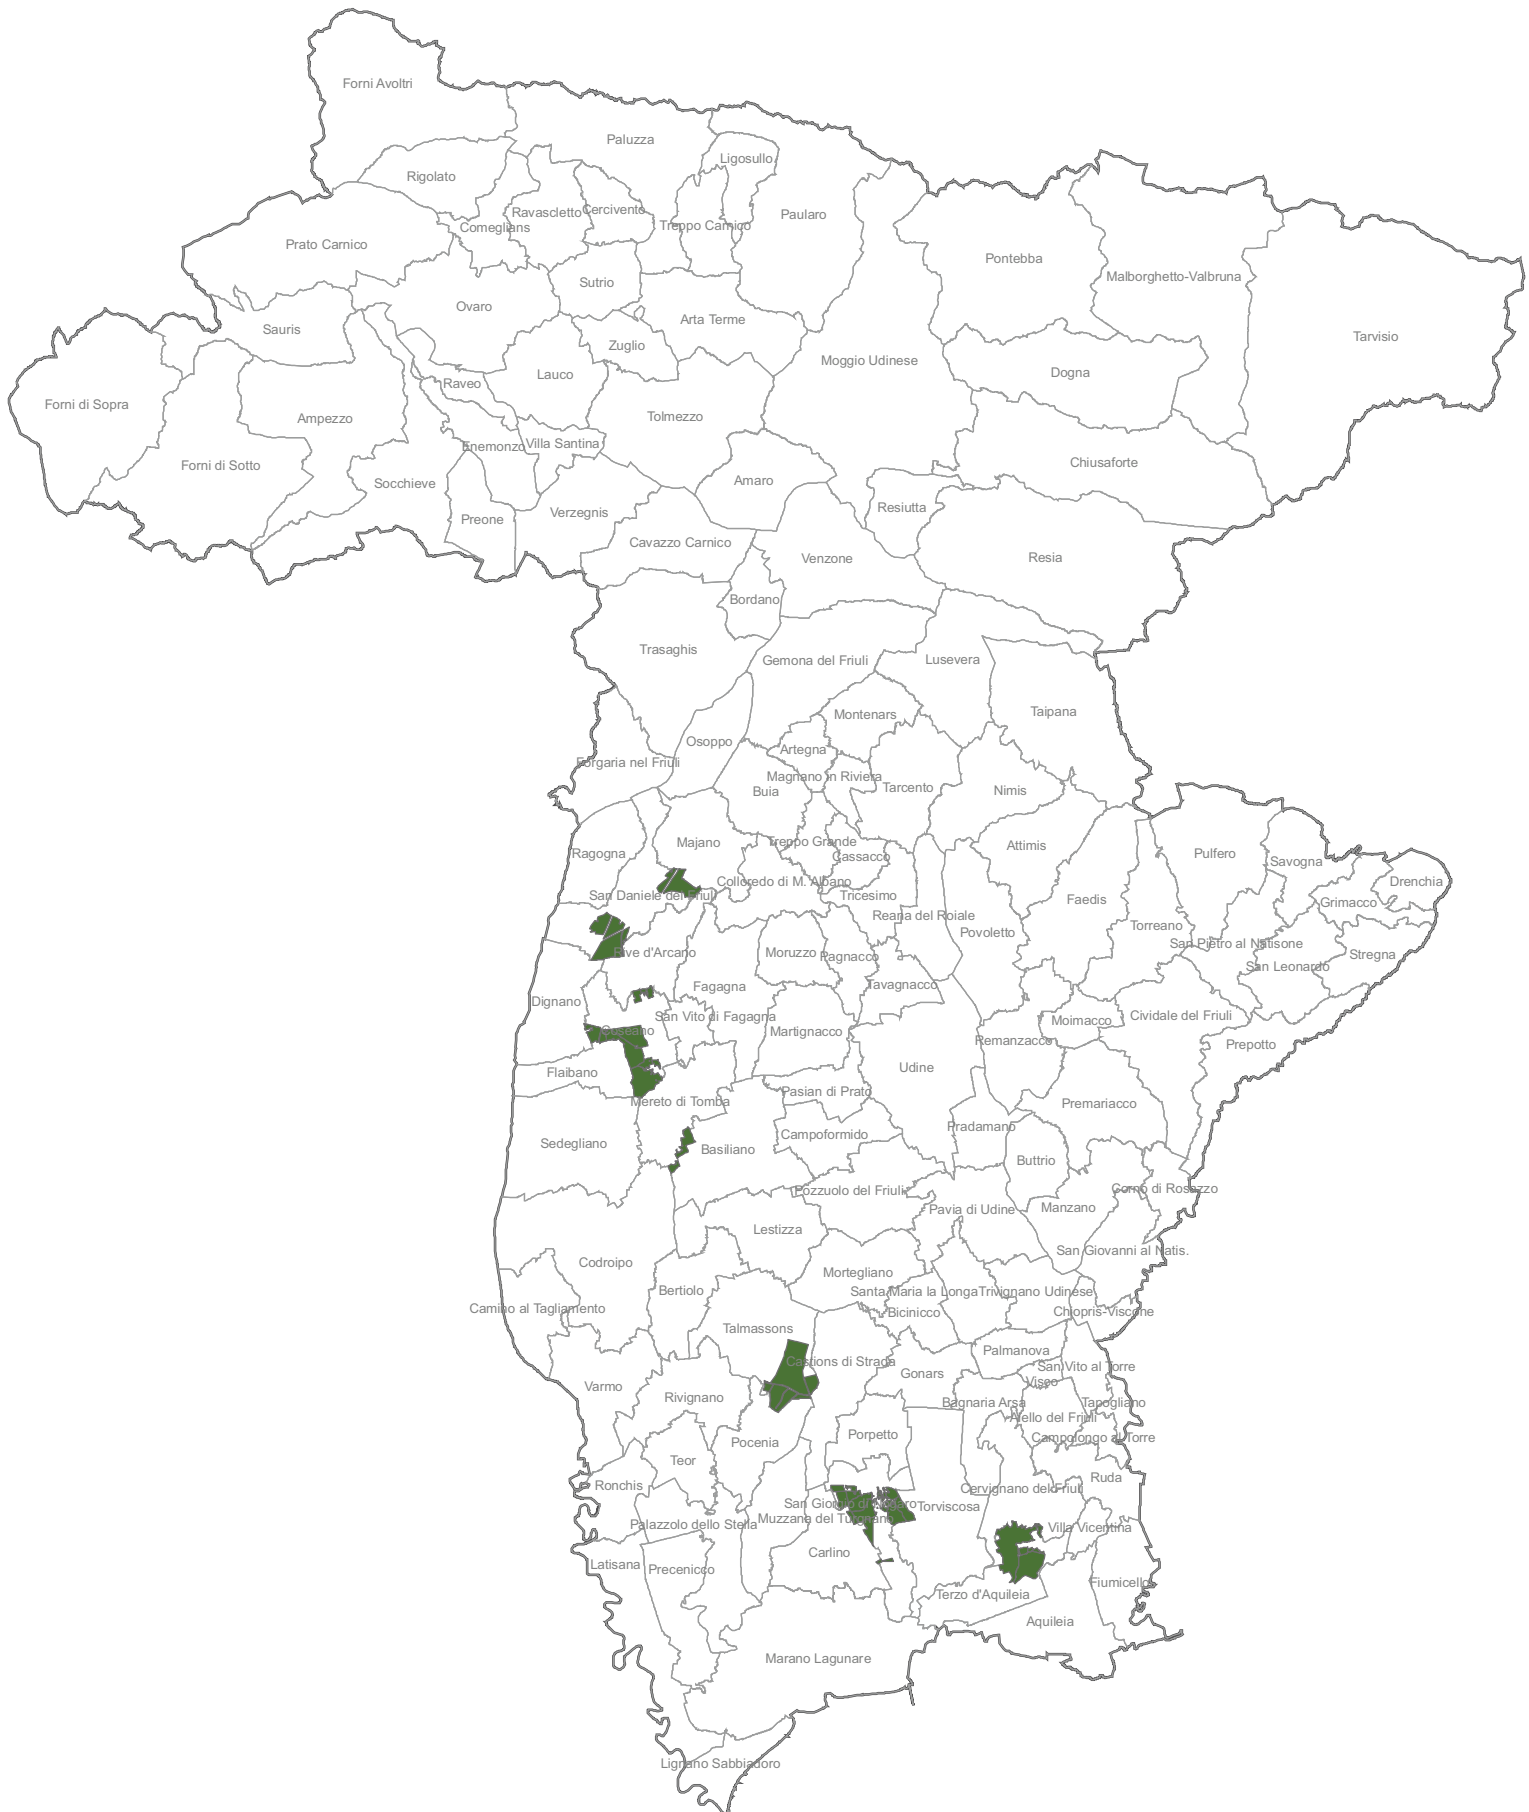 Forni Avoltri
Paluzza
Ligosullo
Rigolato
Ravascletto
Cercivento
Paularo
Comeglians
Treppo Carnico
Prato Carnico
Pontebba
Malborghetto-Valbruna
Sutrio
Ovaro
Arta Terme
Sauris
Tarvisio
Zuglio
Moggio Udinese
Dogna
Lauco
Raveo
Forni di Sopra
Ampezzo
Tolmezzo
Enemonzo
Villa Santina
Chiusaforte
Forni di Sotto
Socchieve
Amaro
Resiutta
Preone
Verzegnis
Cavazzo Carnico
Venzone
Resia
Bordano
Trasaghis
Gemona del Friuli
Lusevera
Taipana
Montenars
Osoppo
Artegna
Forgaria nel Friuli
Magnano in Riviera
Buia
Tarcento
Nimis
Majano
Treppo Grande
Attimis
Ragogna
Cassacco
Pulfero
Savogna
Colloredo di M. Albano
Drenchia
San Daniele del Friuli
Tricesimo
Faedis
Grimacco
Reana del Roiale
Povoletto
Torreano
San Pietro al Natisone
Rive d'Arcano
Moruzzo
Pagnacco
Stregna
San Leonardo
Fagagna
Tavagnacco
Dignano
San Vito di Fagagna
Moimacco
Cividale del Friuli
Coseano
Martignacco
Remanzacco
Prepotto
Flaibano
Udine
Pasian di Prato
Mereto di Tomba
Premariacco
Pradamano
Sedegliano
Basiliano
Campoformido
Buttrio
Pozzuolo del Friuli
Corno di Rosazzo
Pavia di Udine
Manzano
Lestizza
San Giovanni al Natis.
Codroipo
Mortegliano
Bertiolo
Santa Maria la Longa
Trivignano Udinese
Camino al Tagliamento
Bicinicco
Chiopris-Viscone
Talmassons
Palmanova
Castions di Strada
San Vito al Torre
Gonars
Visco
Varmo
Rivignano
Bagnaria Arsa
Tapogliano
Aiello del Friuli
Pocenia
Porpetto
Campolongo al Torre
Teor
Ronchis
Ruda
Cervignano del Friuli
San Giorgio di Nogaro
Torviscosa
Muzzana del Turgnano
Palazzolo dello Stella
Villa Vicentina
Carlino
Latisana
Precenicco
Fiumicello
Terzo d'Aquileia
Aquileia
Marano Lagunare
Lignano Sabbiadoro